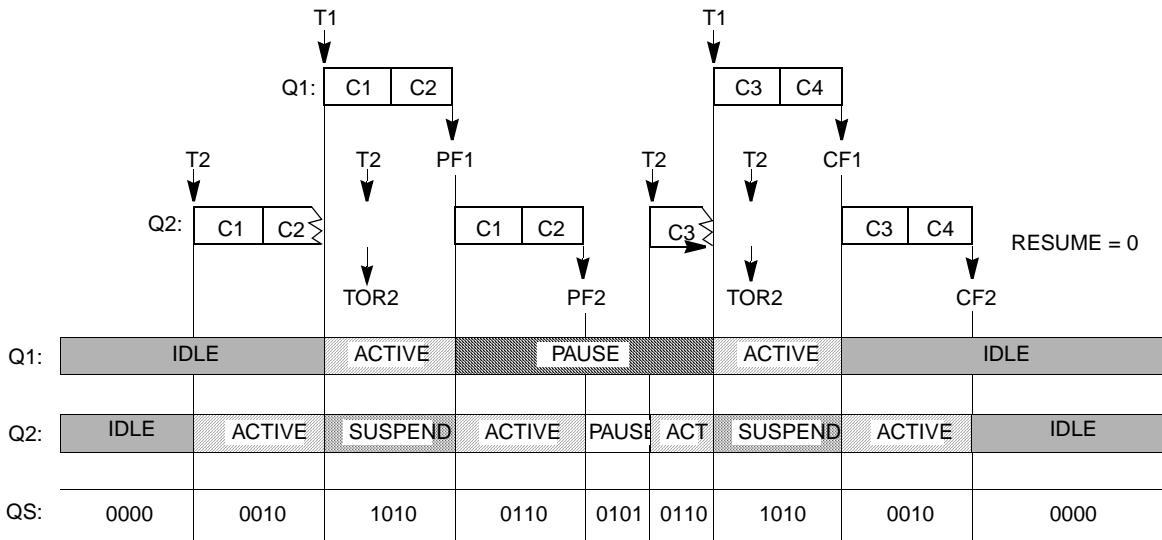 T1 T1
Q1: C1 C2 C3 C4
T2 T2 PF1 T2 T2 CF1
Q2: C1 C2 C1 C2 C3 C3 C4
RESUME = 0
TOR2 PF2 TOR2 CF2
Q1: IDLE ACTIVE PAUSE ACTIVE IDLE
Q2: IDLE ACTIVE SUSPEND ACTIVE PAUSE ACT SUSPEND ACTIVE IDLE
QS: 0000 0010 1010 0110 0101 0110 1010 0010 0000